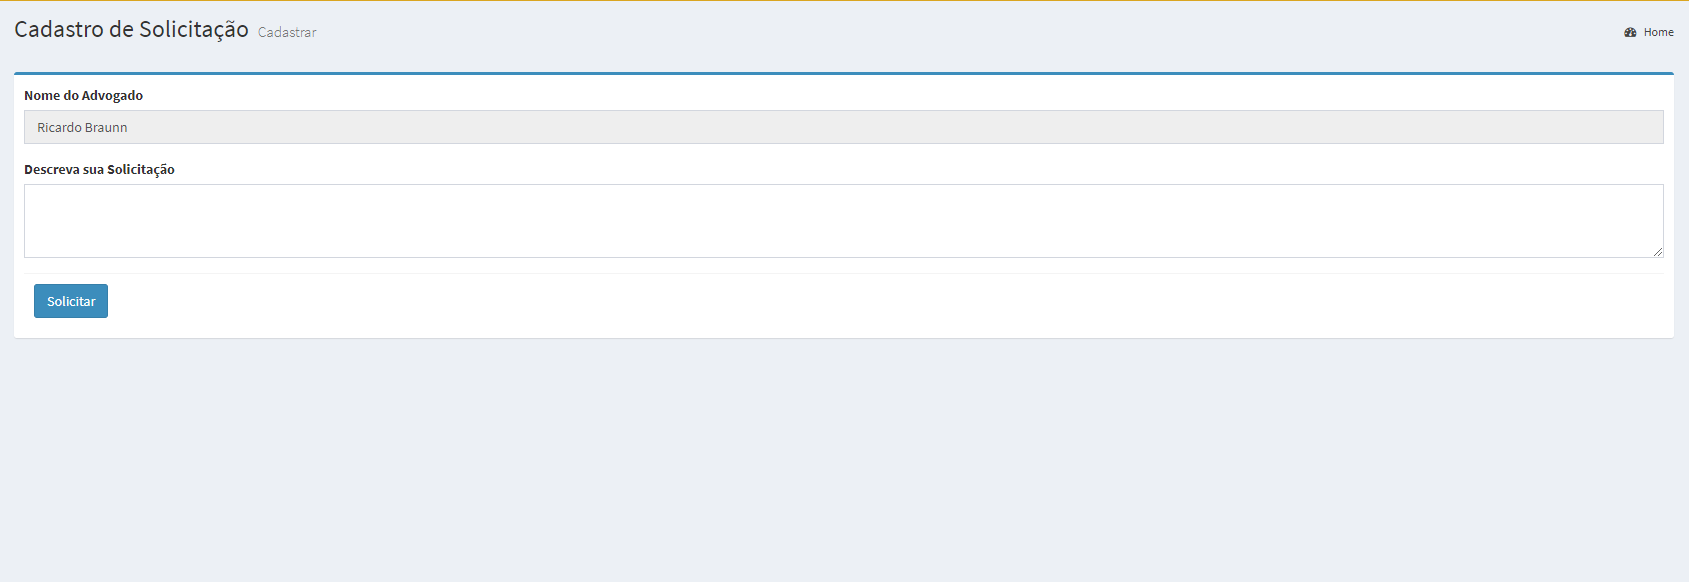 Cadastro de Solicitação Cadastrar
Home
Nome do Advogado
Ricardo Braunn
Descreva sua Solicitação
Solicitar